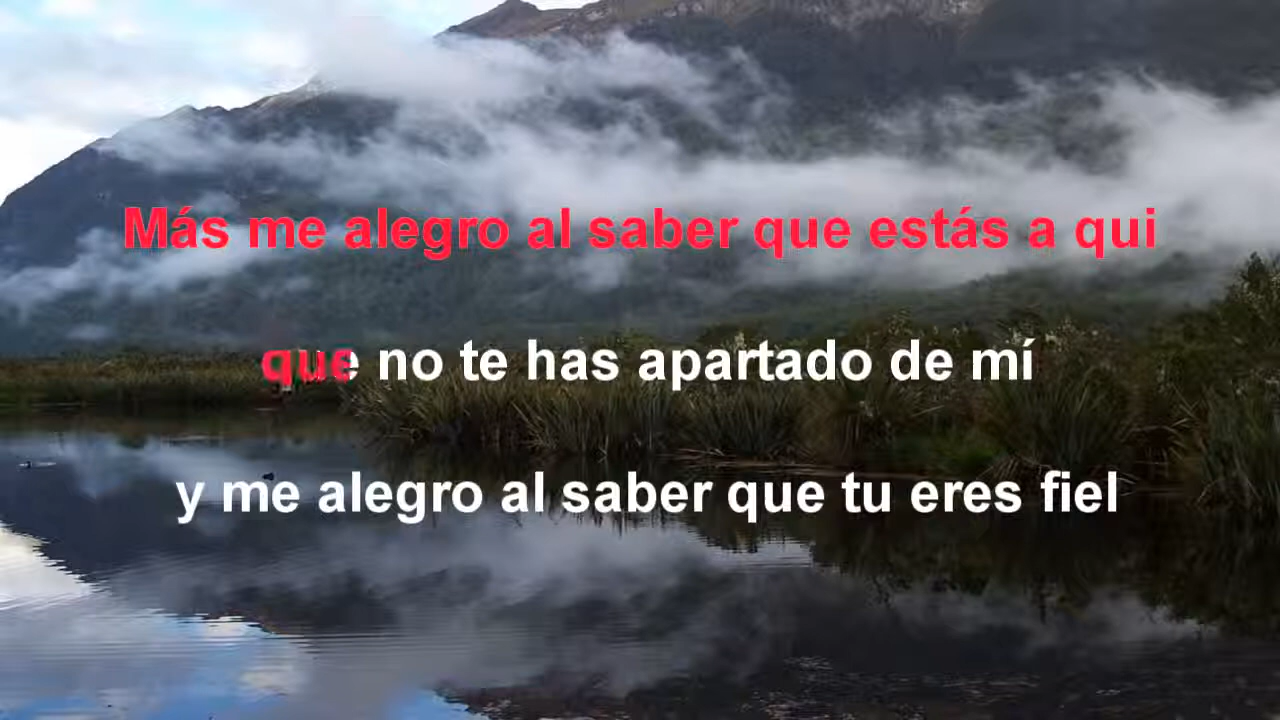 Más me alegro al saber que estás a qui
que no te has apartado de mí
y me alegro al saber que tu eres fiel